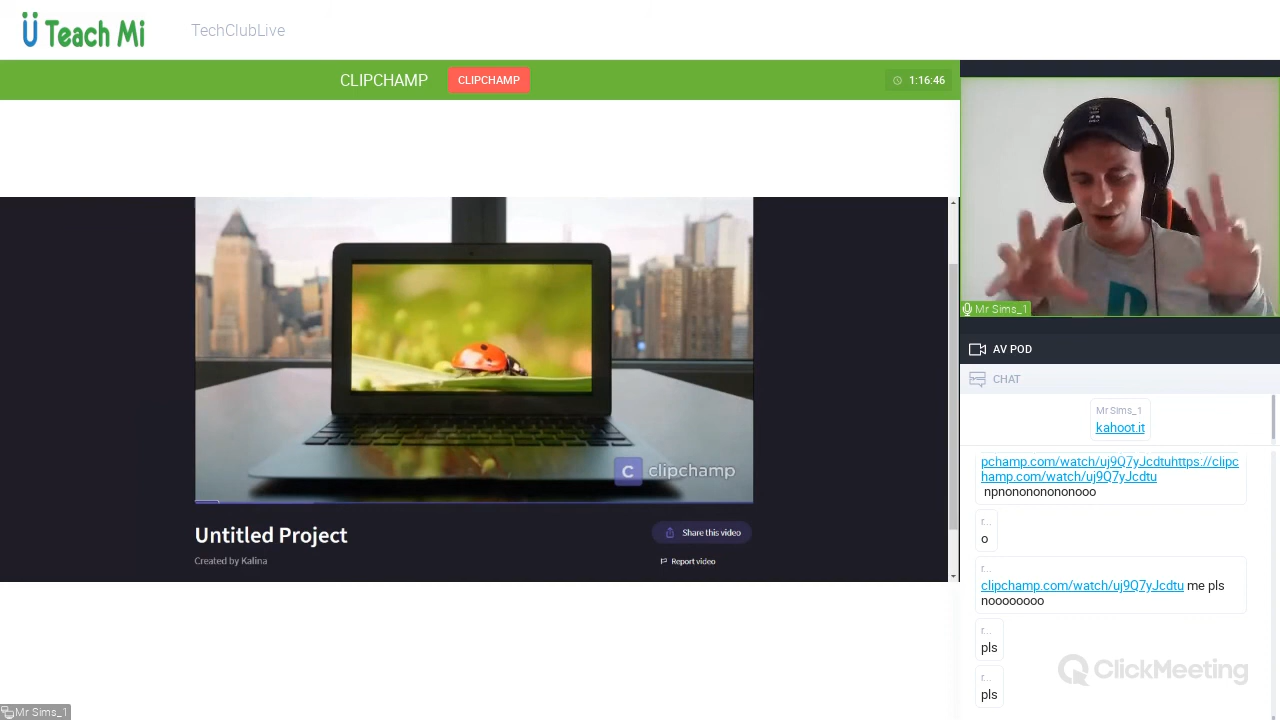 Ü Teach Mi
TechClubLive
CLIPCHAMP
CLIPCHAMP
1:16:46
clipchamp
Untitled Project
Share this video
Created by Kalina
Report video
Mr Sims_1
Mr Sims_1
AV POD
CHAT
Mr Sims_1
kahoot.it
pchamp.com/watch/uj9Q7yJcdtuhttps://clipc
hamp.com/watch/uj9Q7yJcdtu
npnonononononooo
r...
o
r...
clipchamp.com/watch/uj9Q7yJcdtu me pls
noooooooo
r...
pls
r...
pls
ClickMeeting